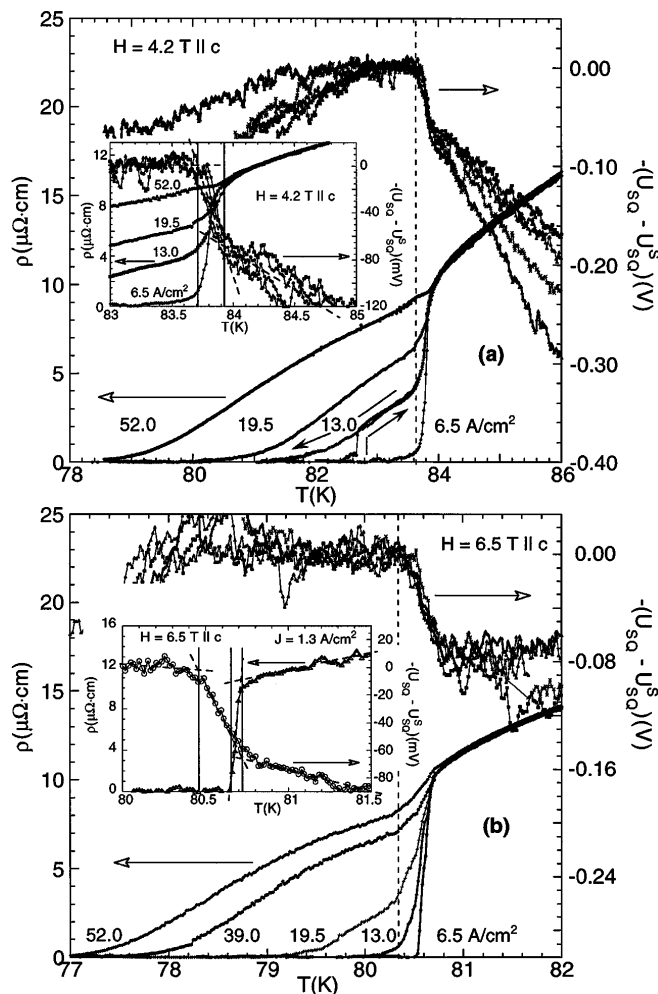 H = 4.2 T || c
25
20
15
10
5
0
ρ(μΩ·cm)
0.00
-0.10
-0.20
-0.30
-0.40
-(U_SQ - U^S_SQ)(V)
12
8
4
0
ρ(μΩ·cm)
52.0
19.5
13.0
6.5 A/cm²
H = 4.2 T || c
0
-40
-80
-120
-(U_SQ - U^S_SQ)(mV)
83 83.5 84 84.5 85
T(K)
(a)
52.0 19.5 13.0 6.5 A/cm²
78 80 82 84 86
T(K)
25
20
15
10
5
0
ρ(μΩ·cm)
H = 6.5 T || c
0.00
-0.08
-0.16
-0.24
-(U_SQ - U^S_SQ)(V)
H = 6.5 T || c J = 1.3 A/cm²
16
12
8
4
0
ρ(μΩ·cm)
20
0
-20
-40
-60
-80
-(U_SQ - U^S_SQ)(mV)
80 80.5 81 81.5
T(K)
(b)
52.0 39.0 19.5 13.0 6.5 A/cm²
77 78 79 80 81 82
T(K)